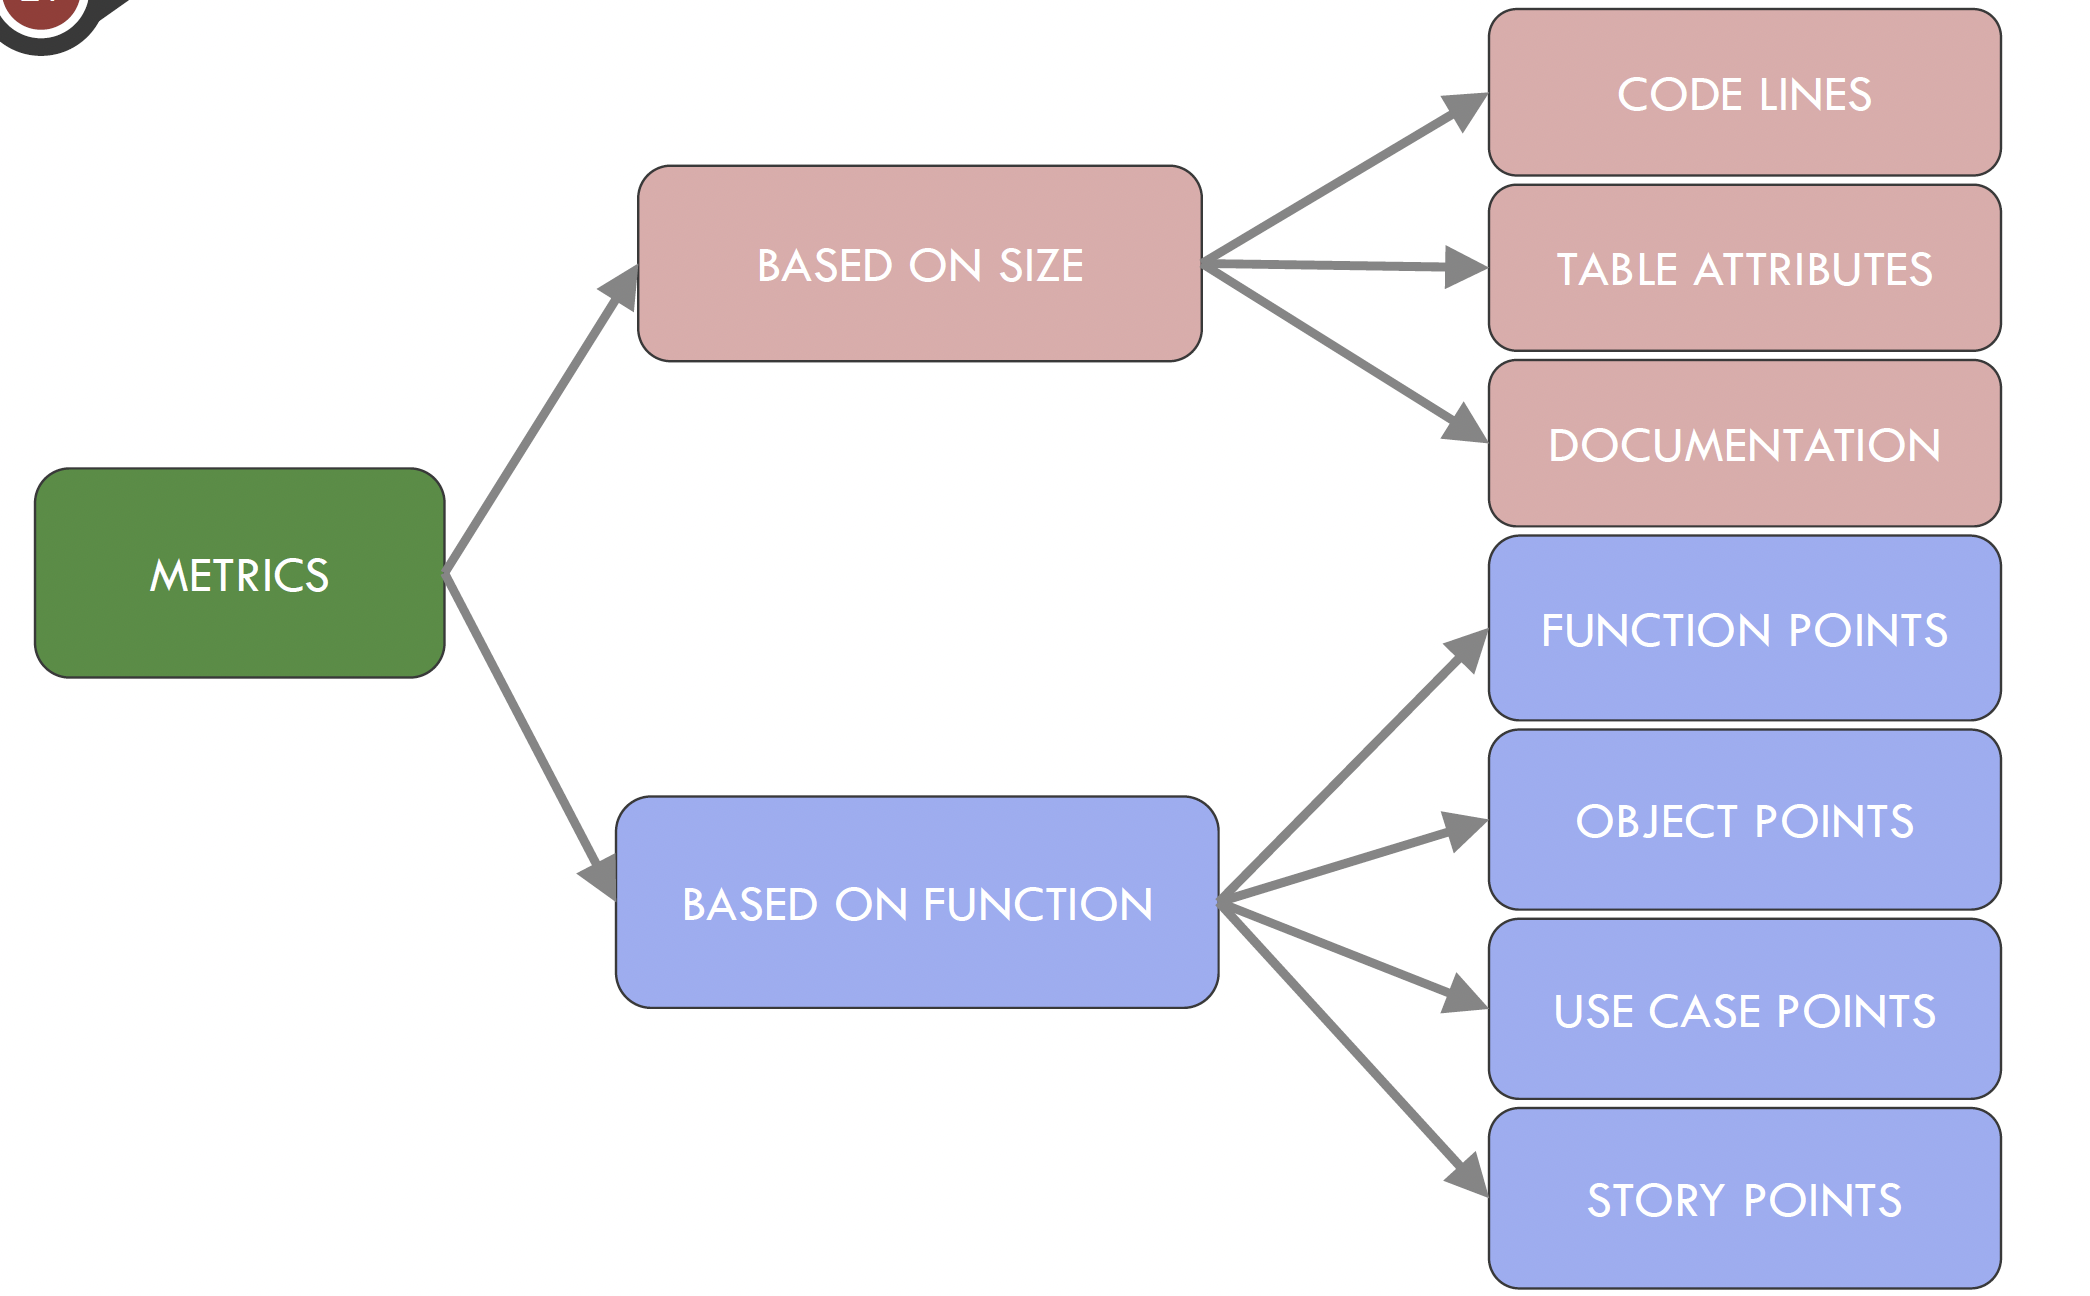 CODE LINES
BASED ON SIZE
TABLE ATTRIBUTES
DOCUMENTATION
METRICS
FUNCTION POINTS
OBJECT POINTS
BASED ON FUNCTION
USE CASE POINTS
STORY POINTS